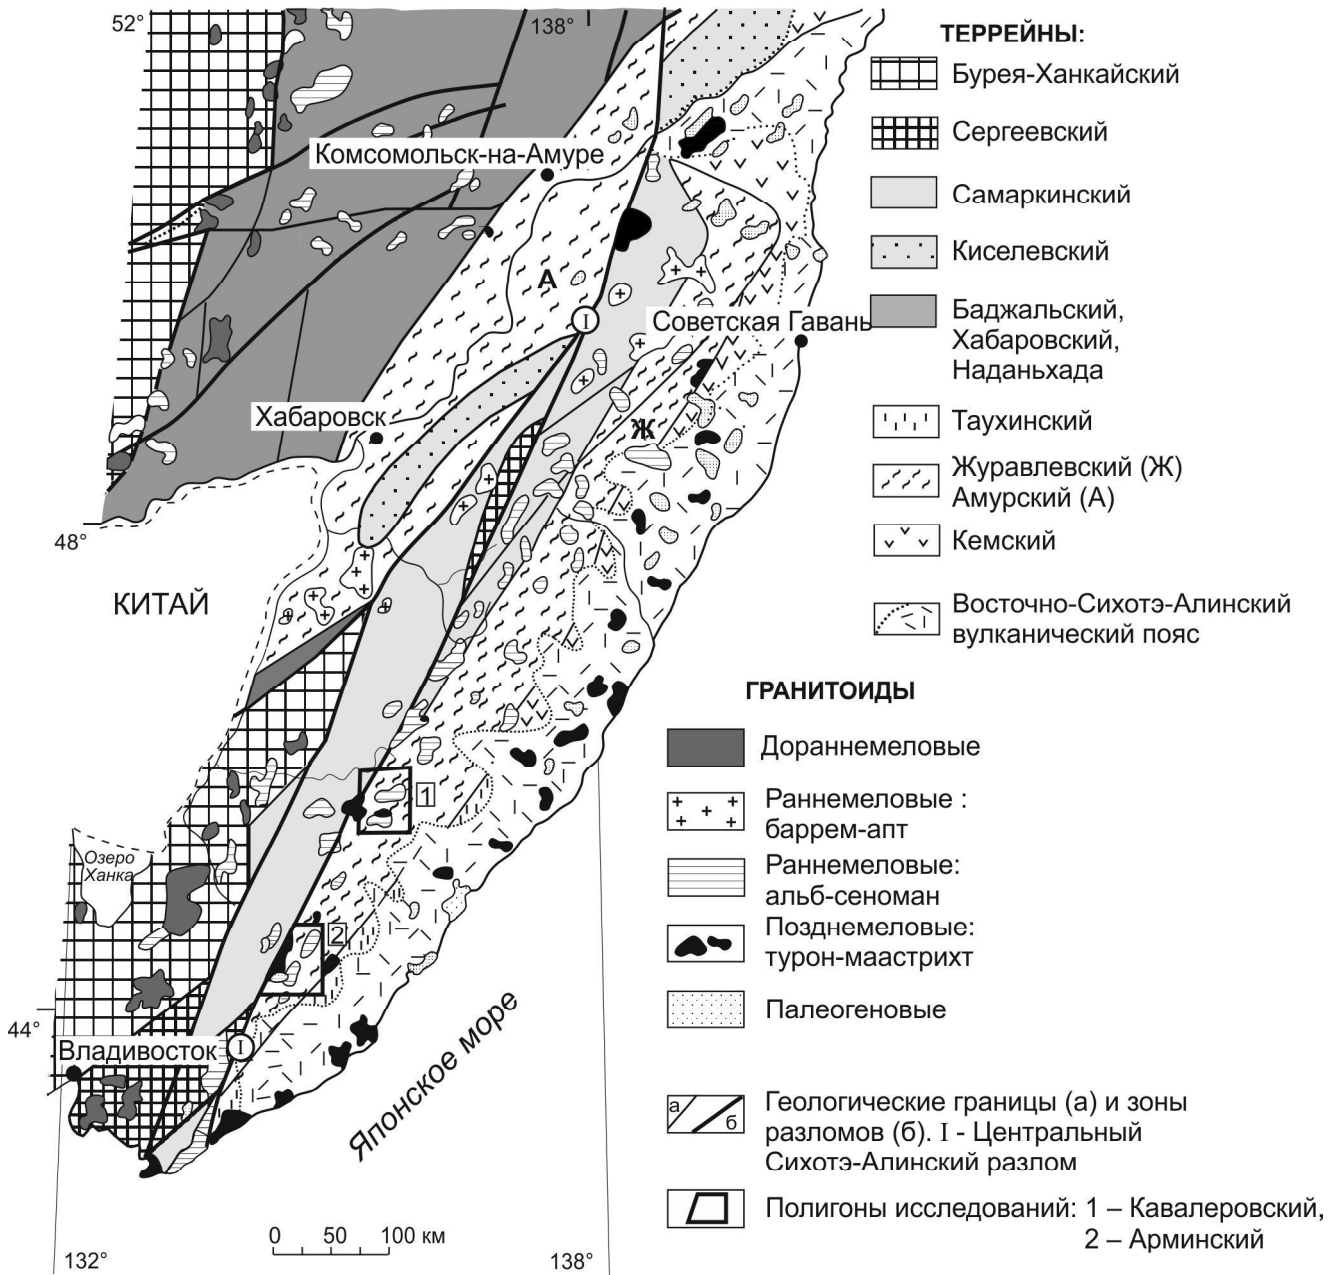 52°
138°
Комсомольск-на-Амуре
А
I
Советская Гавань
Хабаровск
Ж
48°
КИТАЙ
1
Озеро
Ханка
2
44°
Владивосток
I
Японское море
0 50 100 км
132°
138°
ТЕРРЕЙНЫ:
Бурея-Ханкайский
Сергеевский
Самаркинский
Киселевский
Баджальский,
Хабаровский,
Наданьхада
Таухинский
Журавлевский (Ж)
Амурский (А)
Кемский
Восточно-Сихотэ-Алинский
вулканический пояс
ГРАНИТОИДЫ
Дораннемеловые
Раннемеловые :
баррем-апт
Раннемеловые:
альб-сеноман
Позднемеловые:
турон-маастрихт
Палеогеновые
а
б
Геологические границы (а) и зоны
разломов (б). I - Центральный
Сихотэ-Алинский разлом
Полигоны исследований: 1 – Кавалеровский,
2 – Арминский